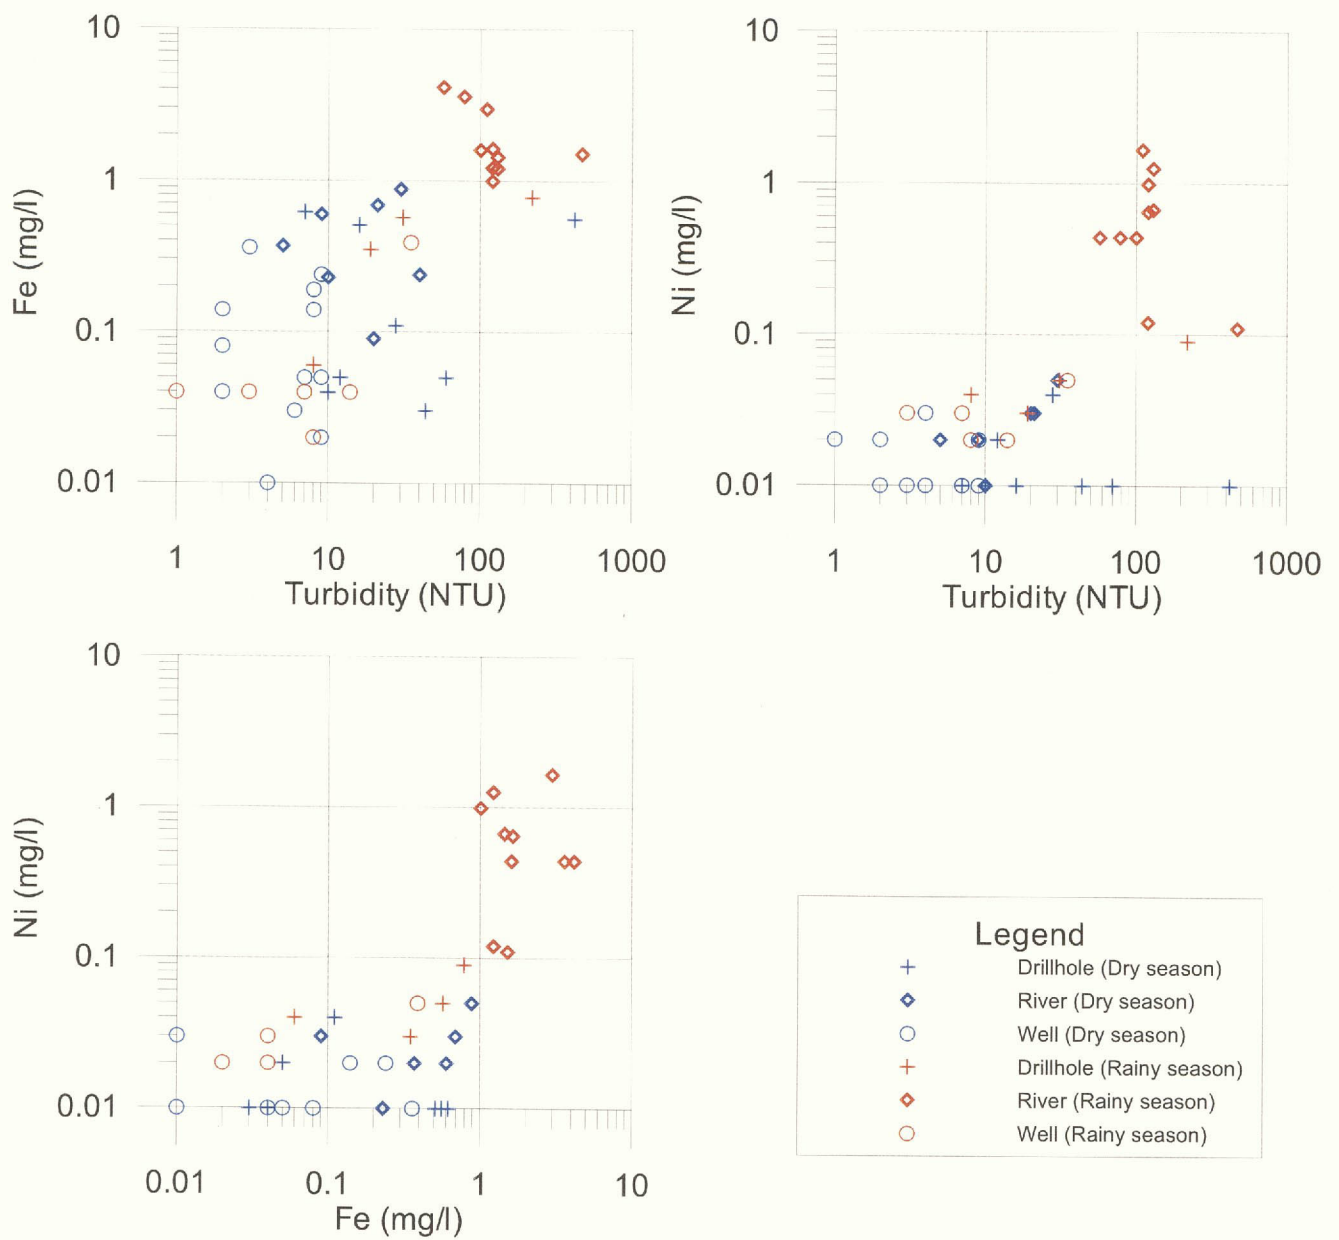 10
1
0.1
0.01
Fe (mg/l)
1 10 100 1000
Turbidity (NTU)
10
1
0.1
0.01
Ni (mg/l)
1 10 100 1000
Turbidity (NTU)
10
1
0.1
0.01
Ni (mg/l)
0.01 0.1 1 10
Fe (mg/l)
Legend
Drillhole (Dry season)
River (Dry season)
Well (Dry season)
Drillhole (Rainy season)
River (Rainy season)
Well (Rainy season)